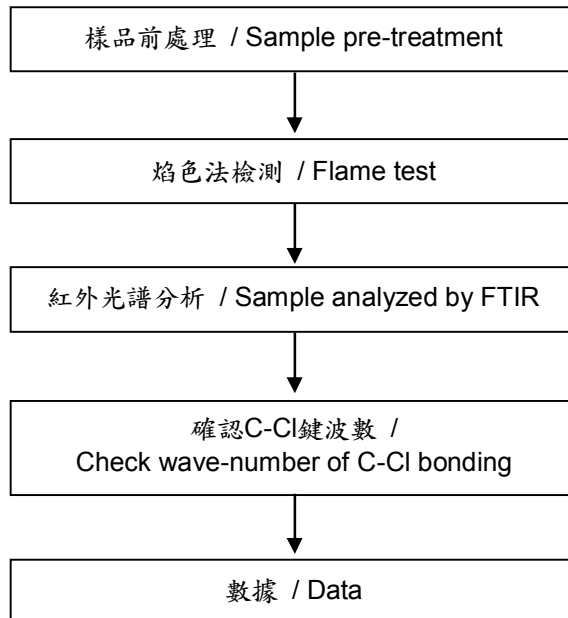 樣品前處理 / Sample pre-treatment
焰色法檢測 / Flame test
紅外光譜分析 / Sample analyzed by FTIR
確認C-Cl鍵波數 /
Check wave-number of C-Cl bonding
數據 / Data